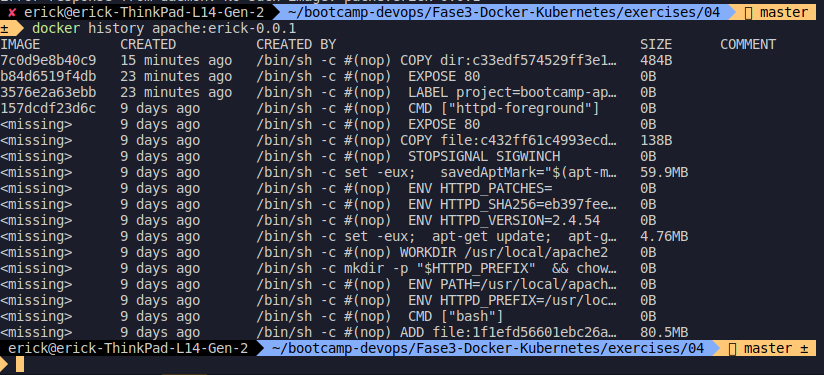 ✘ erick@erick-ThinkPad-L14-Gen-2 ~/bootcamp-devops/Fase3-Docker-Kubernetes/exercises/04 master
± docker history apache:erick-0.0.1
IMAGE CREATED CREATED BY SIZE COMMENT
7c0d9e8b40c9 15 minutes ago /bin/sh -c #(nop) COPY dir:c33edf574529ff3e1… 484B
b84d6519f4db 23 minutes ago /bin/sh -c #(nop) EXPOSE 80 0B
3576e2a63ebb 23 minutes ago /bin/sh -c #(nop) LABEL project=bootcamp-ap… 0B
157dcdf23d6c 9 days ago /bin/sh -c #(nop) CMD ["httpd-foreground"] 0B
<missing> 9 days ago /bin/sh -c #(nop) EXPOSE 80 0B
<missing> 9 days ago /bin/sh -c #(nop) COPY file:c432ff61c4993ecd… 138B
<missing> 9 days ago /bin/sh -c #(nop) STOPSIGNAL SIGWINCH 0B
<missing> 9 days ago /bin/sh -c set -eux; savedAptMark="$(apt-m… 59.9MB
<missing> 9 days ago /bin/sh -c #(nop) ENV HTTPD_PATCHES= 0B
<missing> 9 days ago /bin/sh -c #(nop) ENV HTTPD_SHA256=eb397fee… 0B
<missing> 9 days ago /bin/sh -c #(nop) ENV HTTPD_VERSION=2.4.54 0B
<missing> 9 days ago /bin/sh -c set -eux; apt-get update; apt-g… 4.76MB
<missing> 9 days ago /bin/sh -c #(nop) WORKDIR /usr/local/apache2 0B
<missing> 9 days ago /bin/sh -c mkdir -p "$HTTPD_PREFIX" && chow… 0B
<missing> 9 days ago /bin/sh -c #(nop) ENV PATH=/usr/local/apach… 0B
<missing> 9 days ago /bin/sh -c #(nop) ENV HTTPD_PREFIX=/usr/loc… 0B
<missing> 9 days ago /bin/sh -c #(nop) CMD ["bash"] 0B
<missing> 9 days ago /bin/sh -c #(nop) ADD file:1f1efd56601ebc26a… 80.5MB
erick@erick-ThinkPad-L14-Gen-2 ~/bootcamp-devops/Fase3-Docker-Kubernetes/exercises/04 master ±